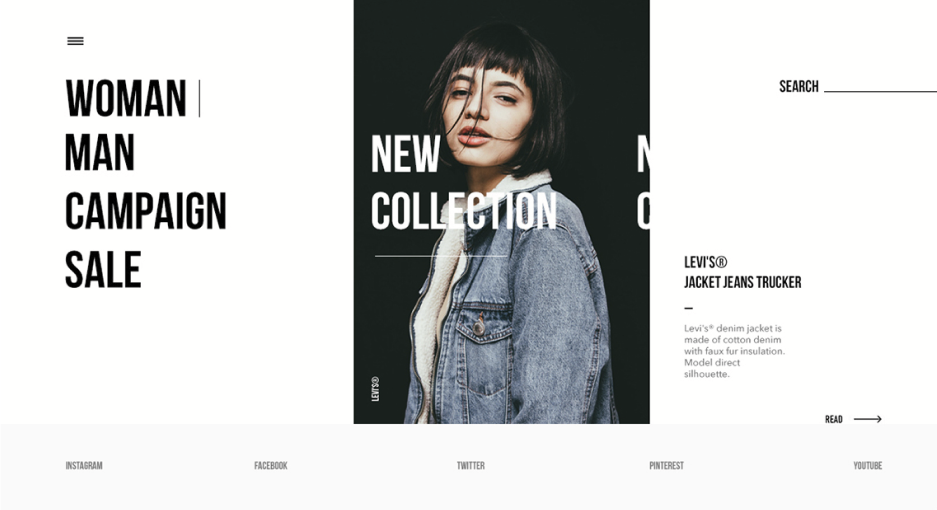 WOMAN
MAN
CAMPAIGN
SALE
NEW
COLLECTION
N
C
LEVI'S®
SEARCH
LEVI'S®
JACKET JEANS TRUCKER
Levi's® denim jacket is
made of cotton denim
with faux fur insulation.
Model direct
silhouette.
READ
INSTAGRAM
FACEBOOK
TWITTER
PINTEREST
YOUTUBE